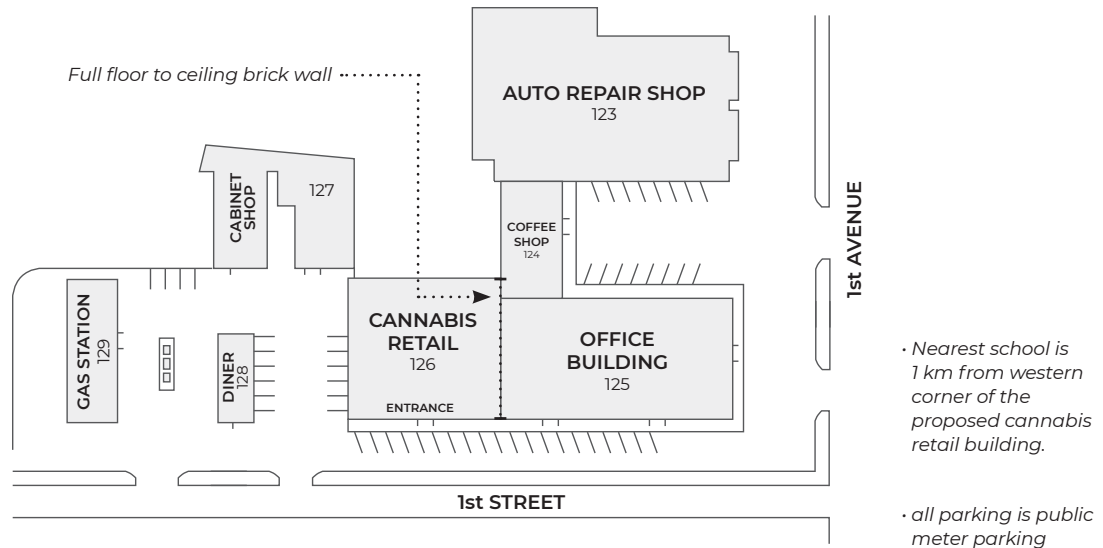 Full floor to ceiling brick wall
AUTO REPAIR SHOP
123
CABINET
SHOP
127
COFFEE
SHOP
124
1st AVENUE
GAS STATION
129
DINER
128
CANNABIS
RETAIL
126
ENTRANCE
OFFICE
BUILDING
125
1st STREET
· Nearest school is
1 km from western
corner of the
proposed cannabis
retail building.
· all parking is public
meter parking